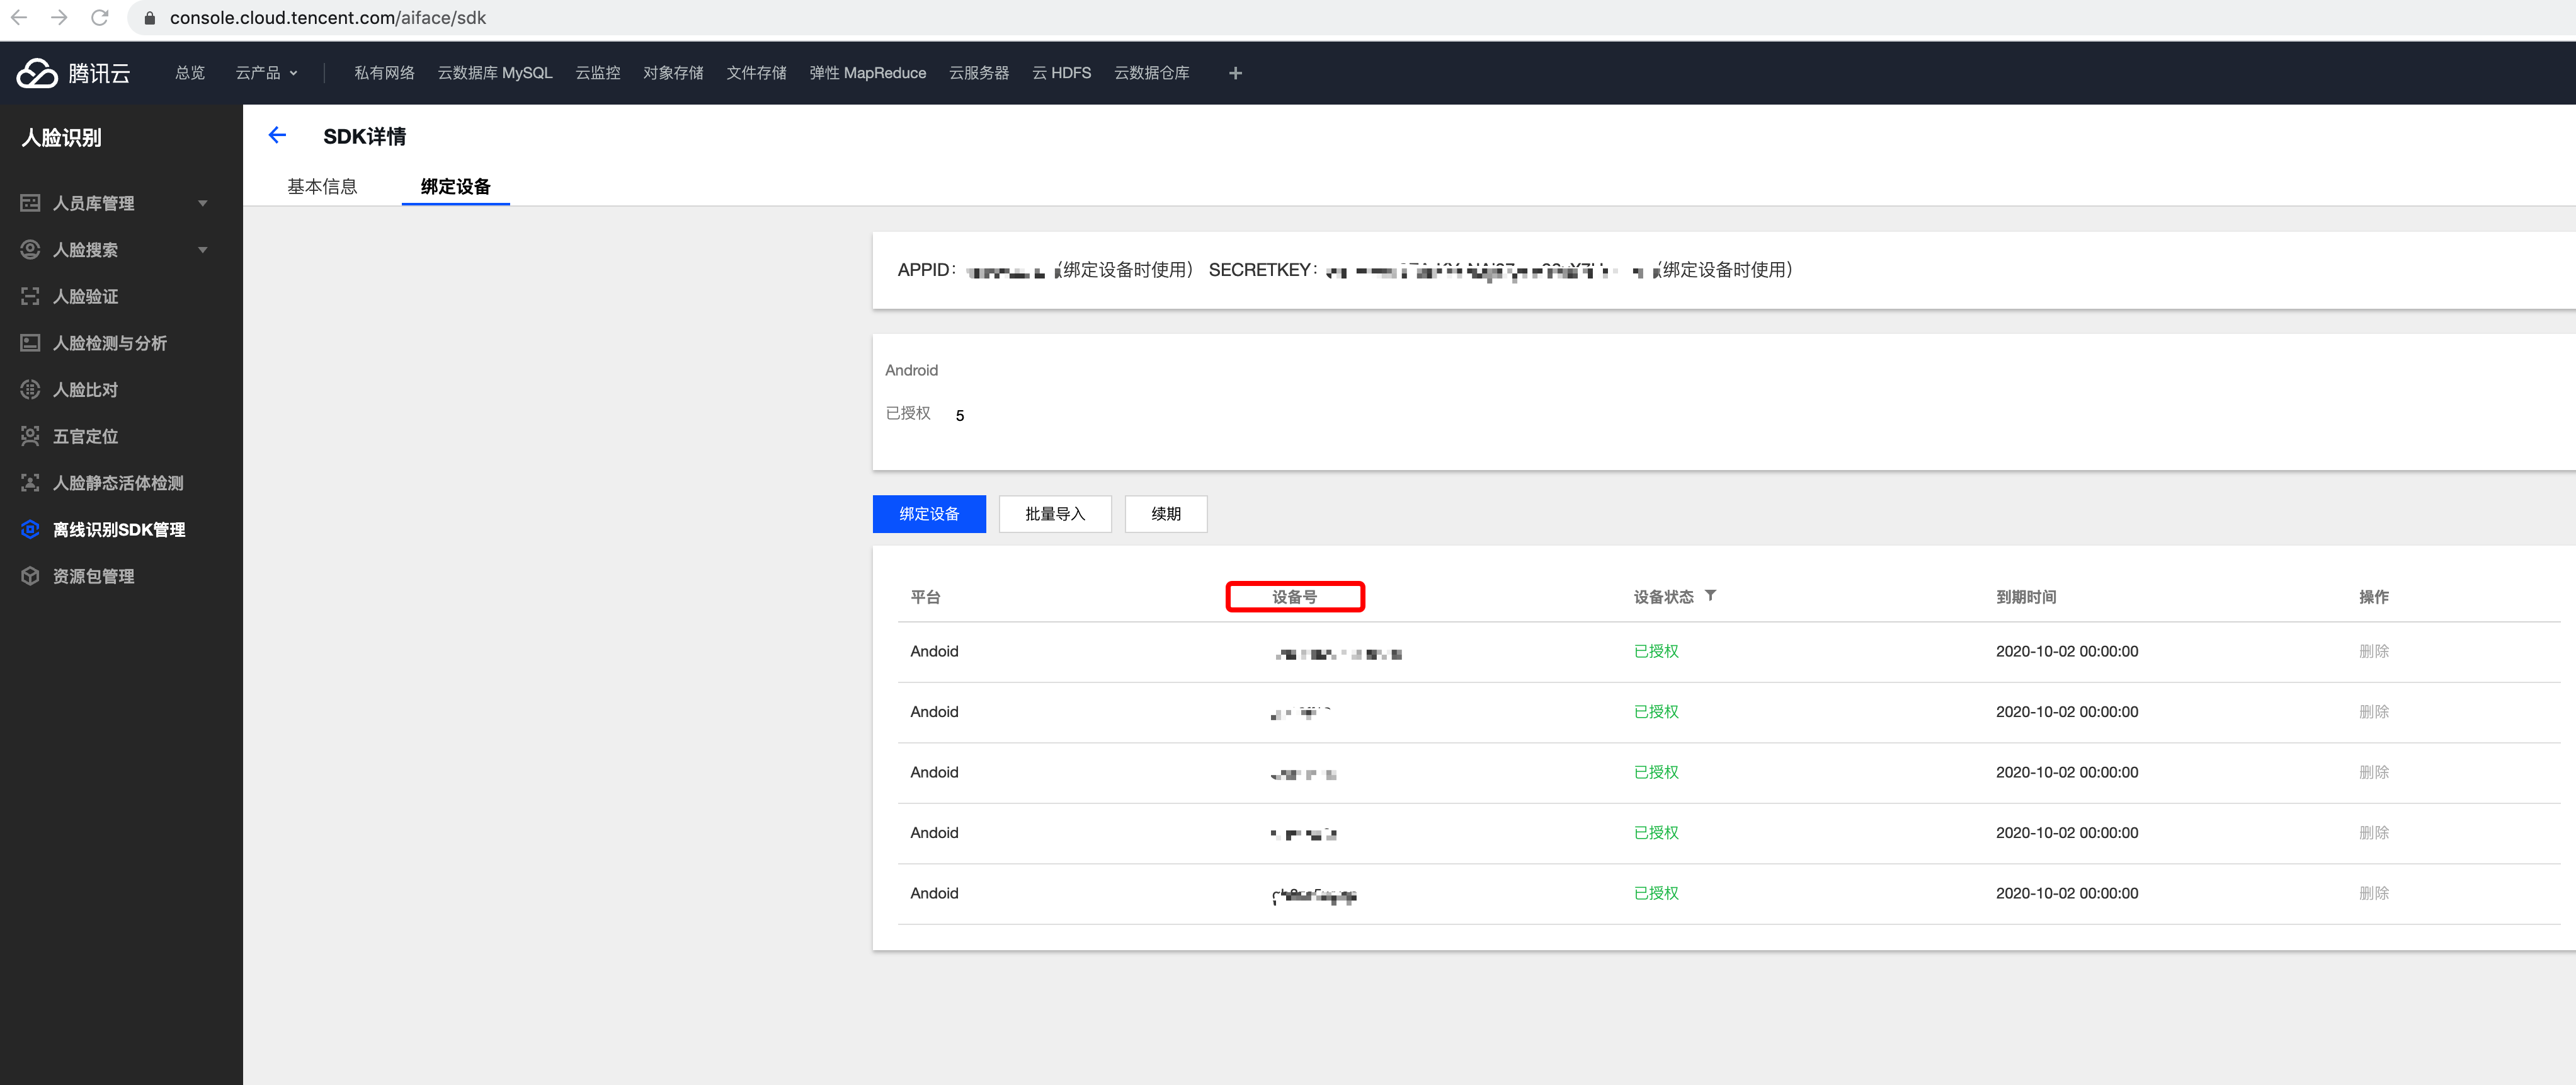 console.cloud.tencent.com/aiface/sdk
腾讯云 总览 云产品 私有网络 云数据库 MySQL 云监控 对象存储 文件存储 弹性 MapReduce 云服务器 云 HDFS 云数据仓库
人脸识别
人员库管理
人脸搜索
人脸验证
人脸检测与分析
人脸比对
五官定位
人脸静态活体检测
离线识别SDK管理
资源包管理
SDK详情
基本信息 绑定设备
APPID： (绑定设备时使用) SECRETKEY： (绑定设备时使用)
Android
已授权 5
绑定设备 批量导入 续期
平台 设备号 设备状态 到期时间 操作
Andoid 已授权 2020-10-02 00:00:00 删除
Andoid 已授权 2020-10-02 00:00:00 删除
Andoid 已授权 2020-10-02 00:00:00 删除
Andoid 已授权 2020-10-02 00:00:00 删除
Andoid 已授权 2020-10-02 00:00:00 删除